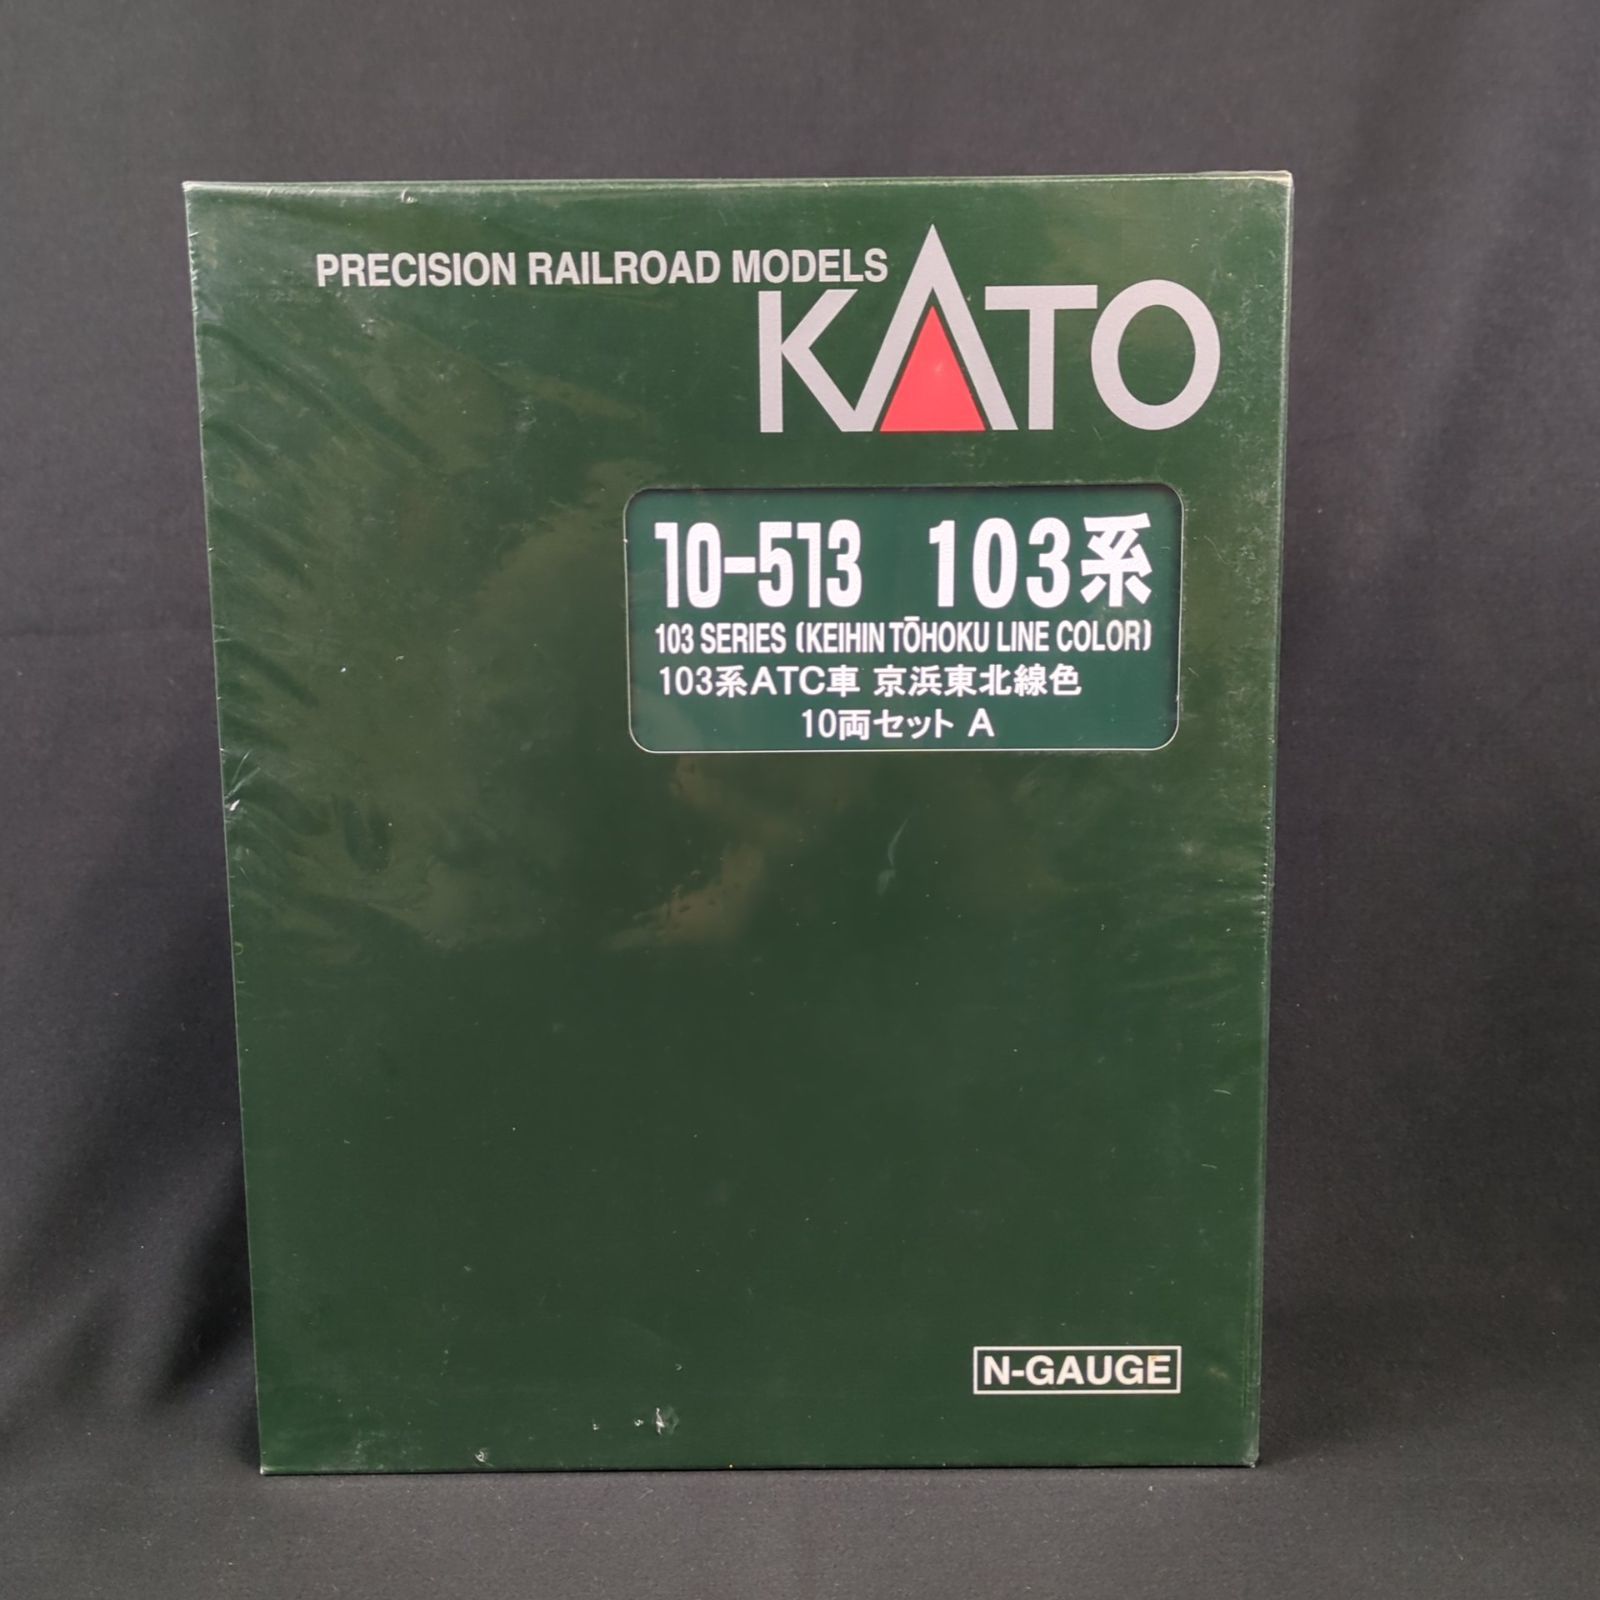 PRECISION RAILROAD MODELS
KATO
10-513 103系
103 SERIES (KEIHIN TŌHOKU LINE COLOR)
103系ATC車 京浜東北線色
10両セット A
N-GAUGE